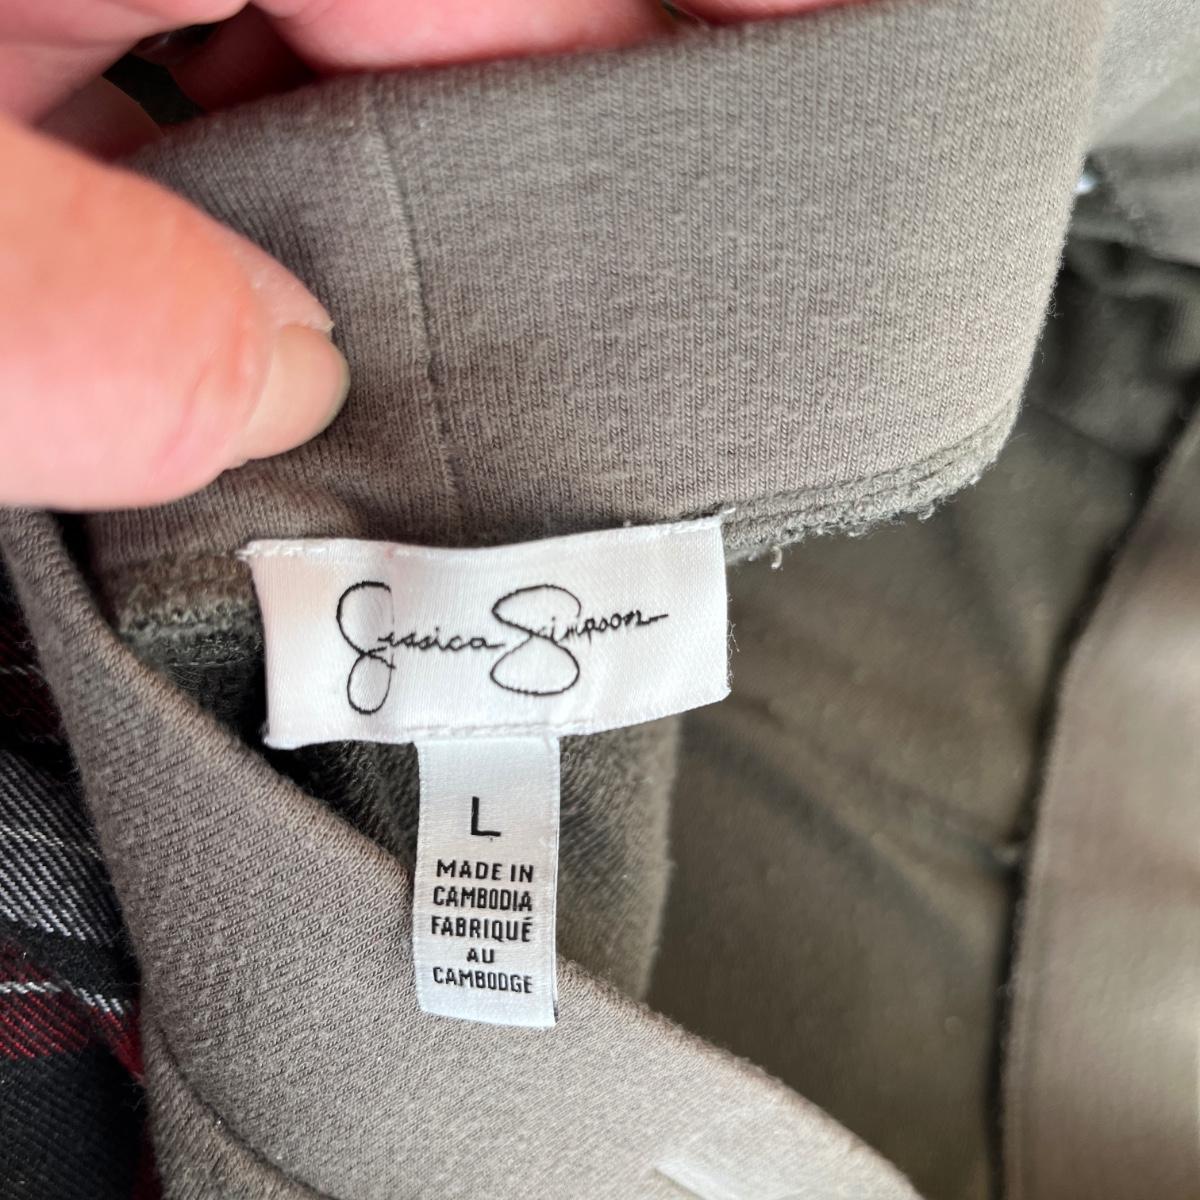 Jessica Simpson
L
MADE IN
CAMBODIA
FABRIQUÉ
AU
CAMBODGE